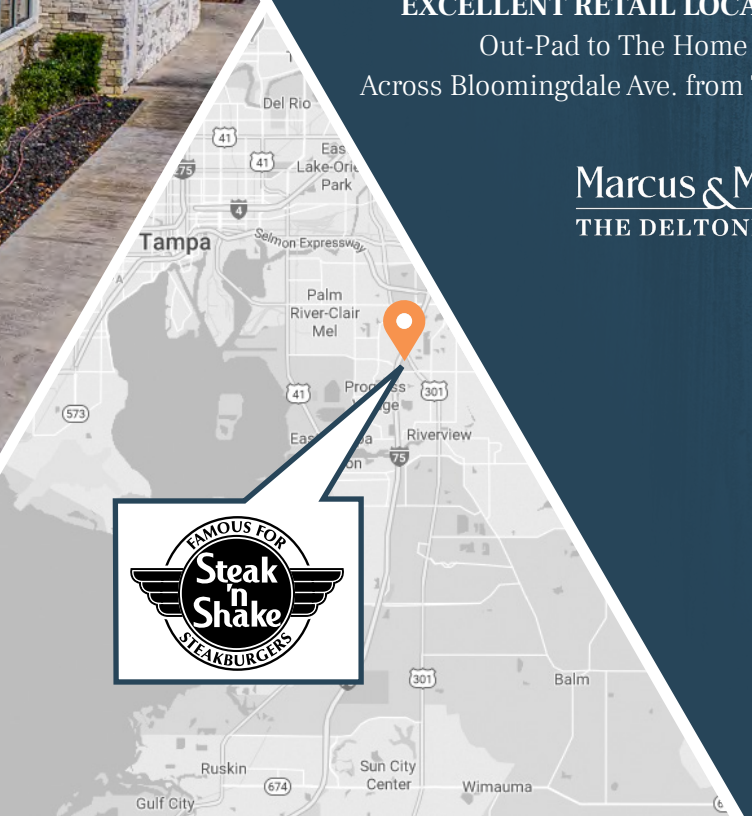 EXCELLENT RETAIL LOCA
Out-Pad to The Home
Across Bloomingdale Ave. from
Marcus & M
THE DELTON
Del Rio
41
41
75
Lake-Orie
Park
4
Tampa
Selmon Expressway
A
Palm
River-Clair
Mel
41
301
573
Riverview
75
FAMOUS FOR
Steak
'n
Shake
STEAKBURGERS
301
Balm
Ruskin
Sun City
Center
674
Wimauma
Gulf City